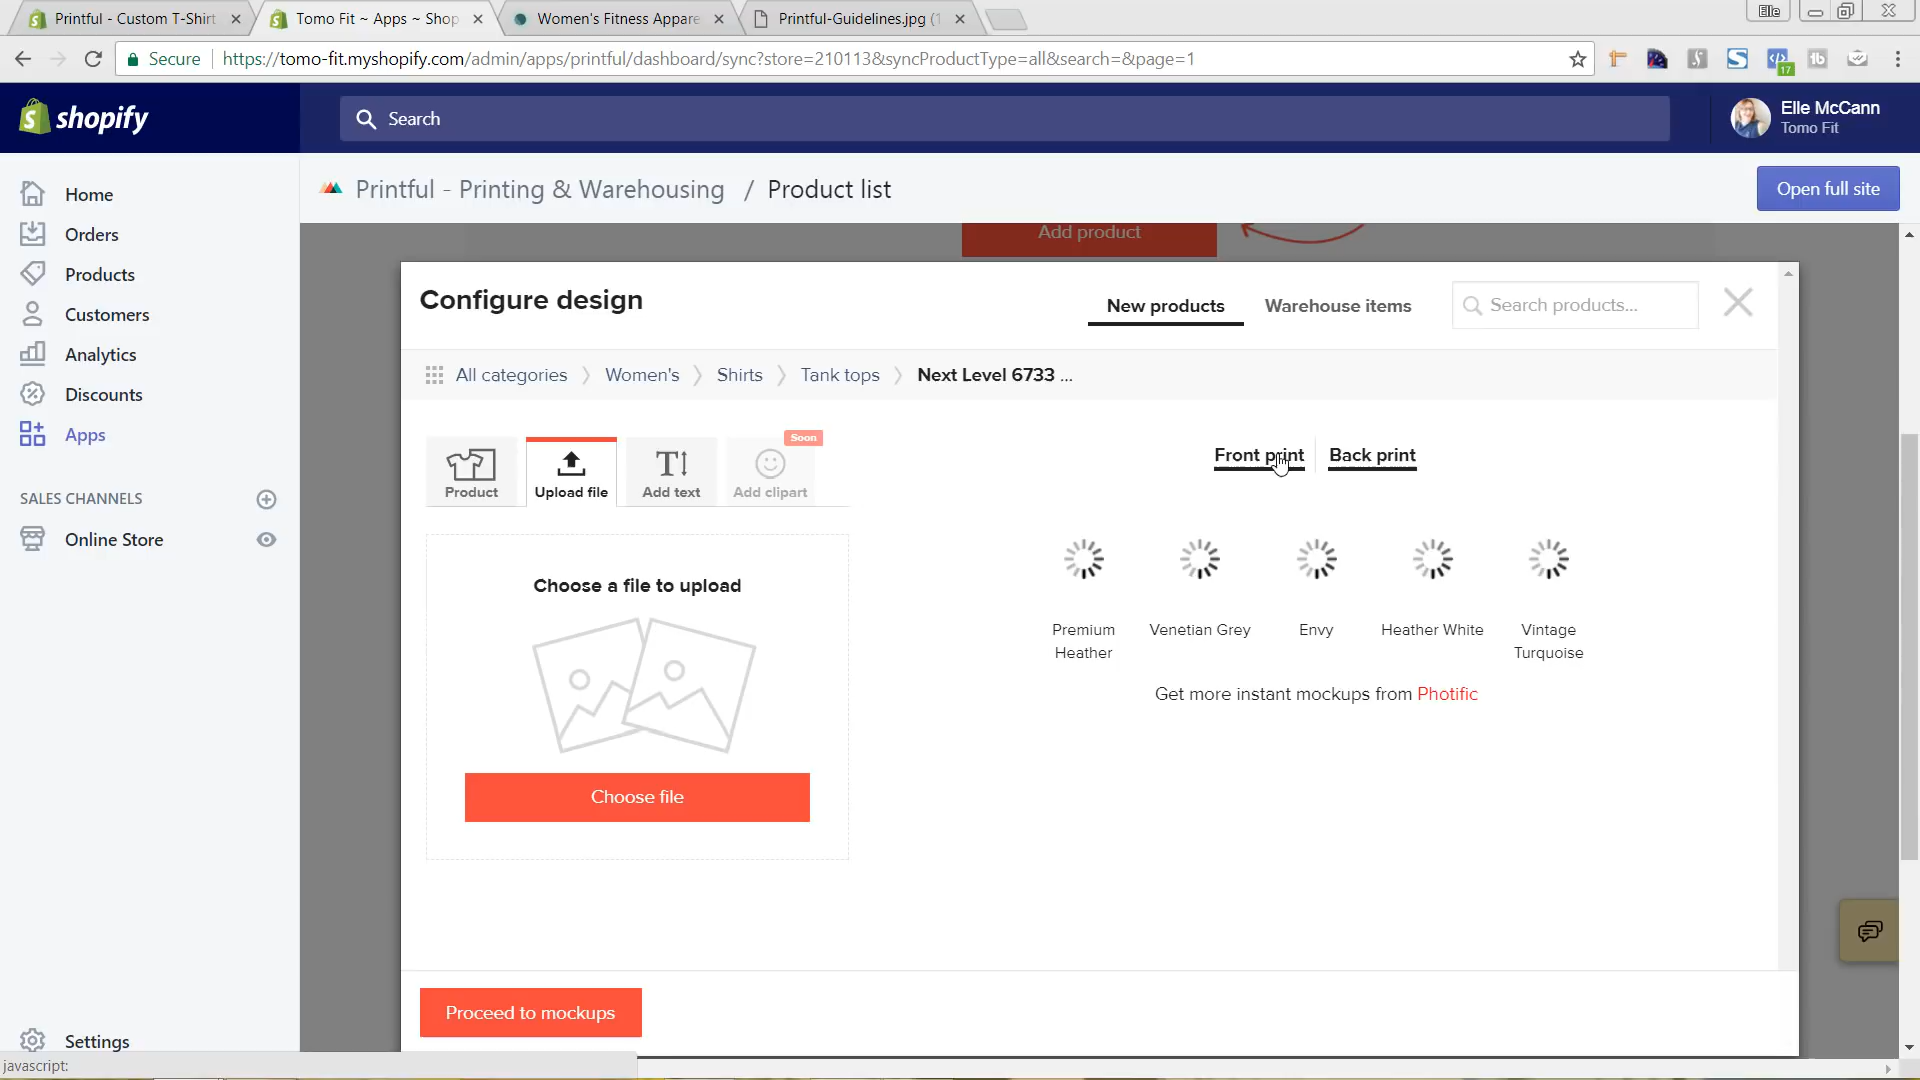 Printful - Custom T-Shirt
Tomo Fit ~ Apps ~ Shop
Women's Fitness Appare
Printful-Guidelines.jpg (1
Elle
Secure
https://tomo-fit.myshopify.com/admin/apps/printful/dashboard/sync?store=210113&syncProductType=all&search=&page=1
17
shopify
Search
Elle McCann
Tomo Fit
Home
Orders
Products
Customers
Analytics
Discounts
Apps
SALES CHANNELS
Online Store
Settings
javascript:
Printful - Printing & Warehousing / Product list
Open full site
Add product
Configure design
New products
Warehouse items
Search products...
All categories
Women's
Shirts
Tank tops
Next Level 6733 ...
Product
Upload file
Add text
Soon
Add clipart
Front print
Back print
Choose a file to upload
Choose file
Premium
Heather
Venetian Grey
Envy
Heather White
Vintage
Turquoise
Get more instant mockups from Photific
Proceed to mockups